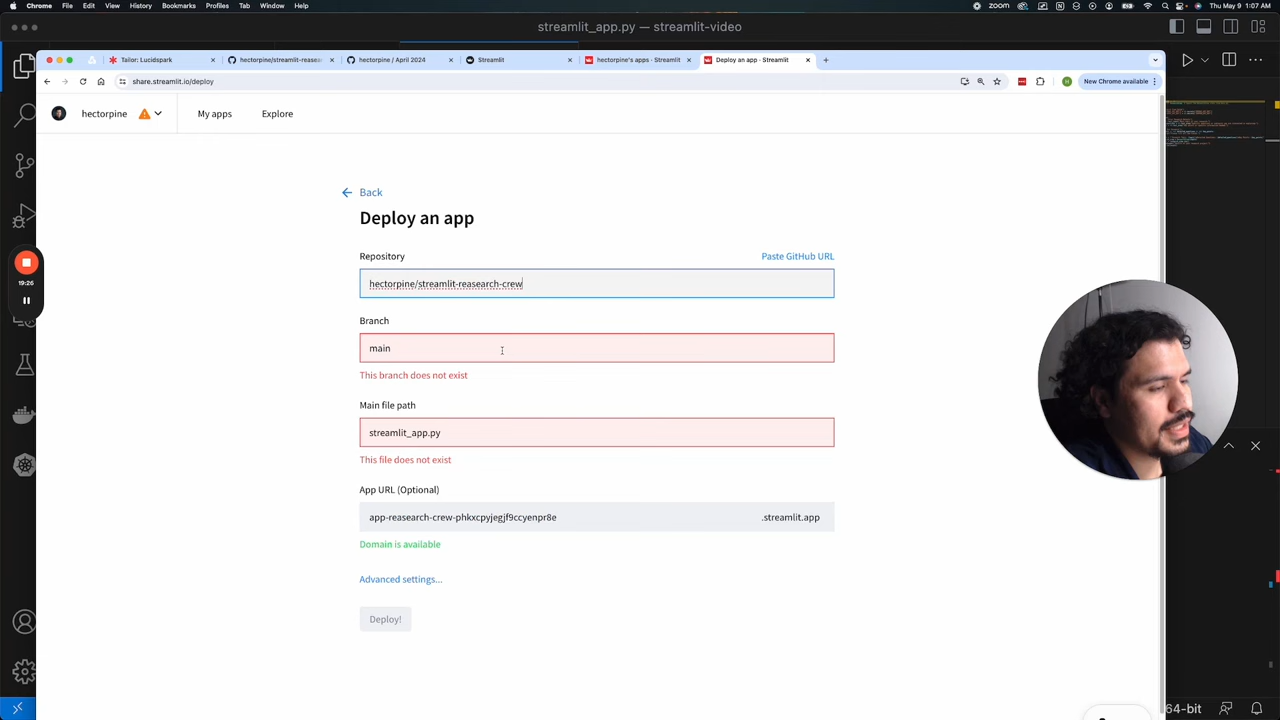 Chrome File Edit View History Bookmarks Profiles Tab Window Help
zoom Thu May 9 1:07 AM
streamlit_app.py — streamlit-video
Tailor: Lucidspark
hectorpine/streamlit-reasea
hectorpine / April 2024
Streamlit
hectorpine's apps · Streamlit
Deploy an app · Streamlit
share.streamlit.io/deploy
H
New Chrome available
hectorpine
My apps
Explore
Back
Deploy an app
Repository
Paste GitHub URL
hectorpine/streamlit-reasearch-crew
19:26
Branch
main
This branch does not exist
Main file path
streamlit_app.py
This file does not exist
App URL (Optional)
app-reasearch-crew-phkxcpyjegjf9ccyenpr8e
.streamlit.app
Domain is available
Advanced settings...
Deploy!
64-bit